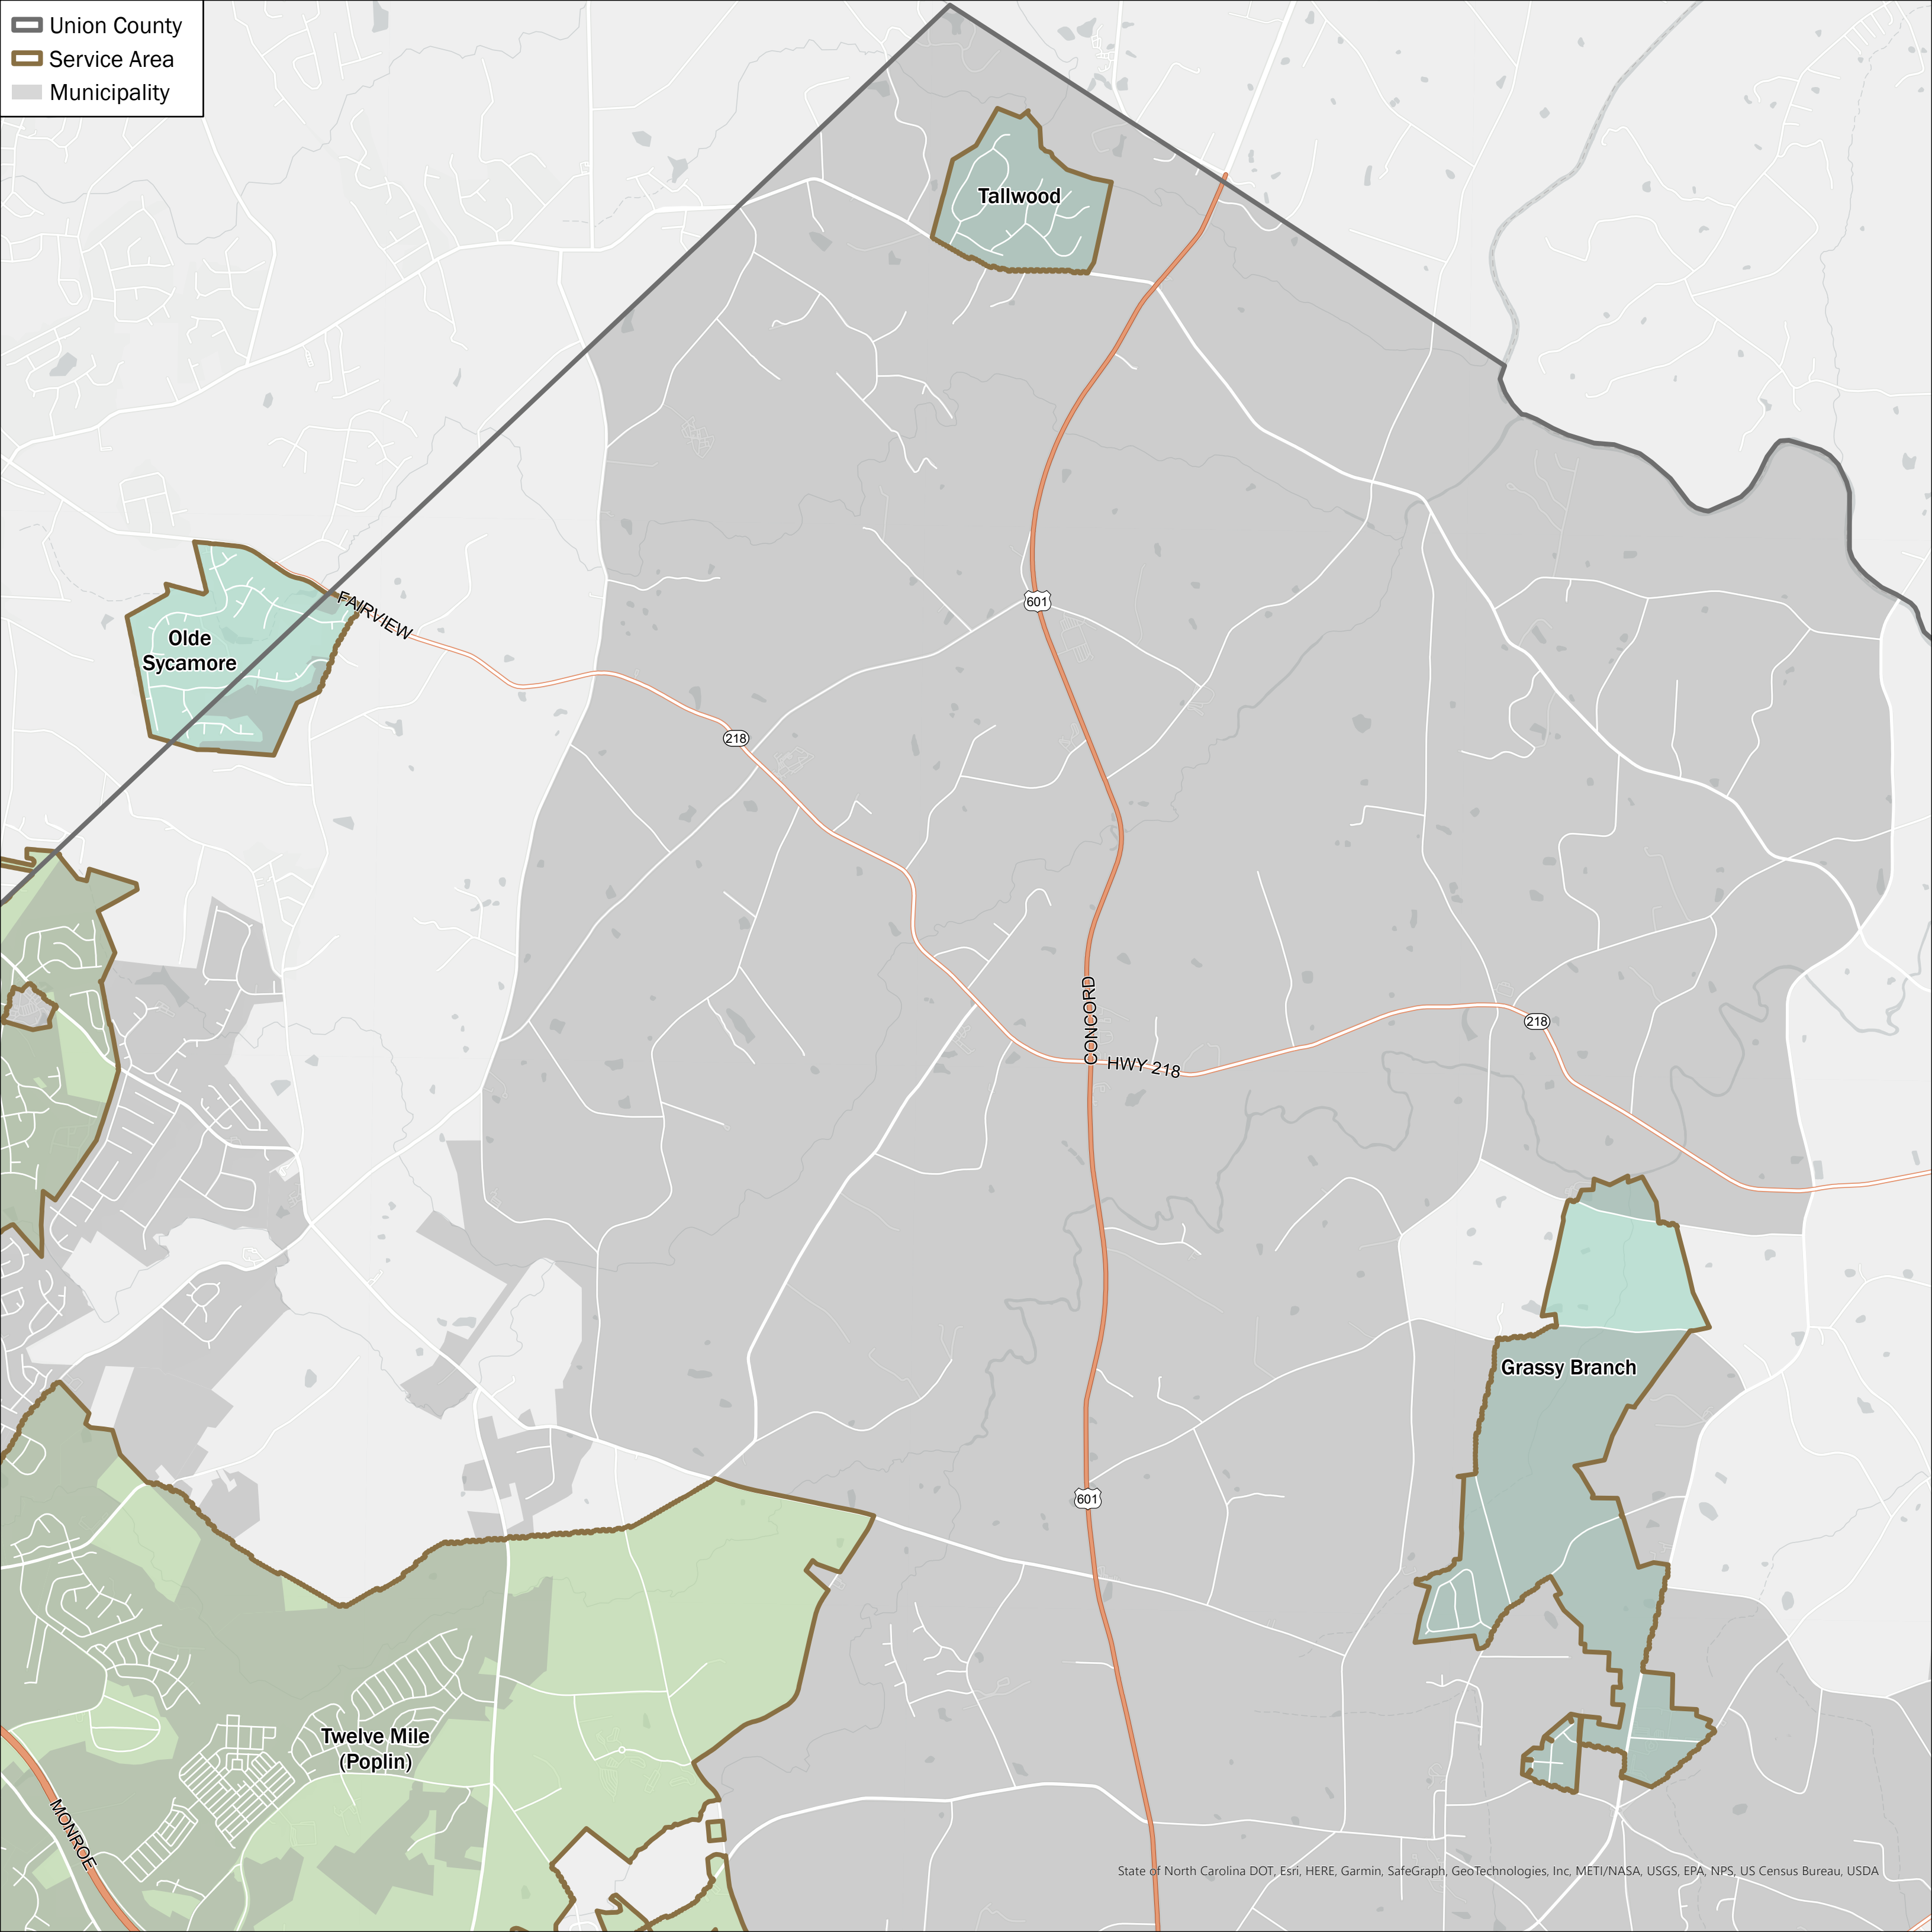 Union County
Service Area
Municipality
Tallwood
601
FAIRVIEW
Olde
Sycamore
218
CONCORD
HWY 218
218
Grassy Branch
601
Twelve Mile
(Poplin)
MONROE
State of North Carolina DOT, Esri, HERE, Garmin, SafeGraph, GeoTechnologies, Inc, METI/NASA, USGS, EPA, NPS, US Census Bureau, USDA